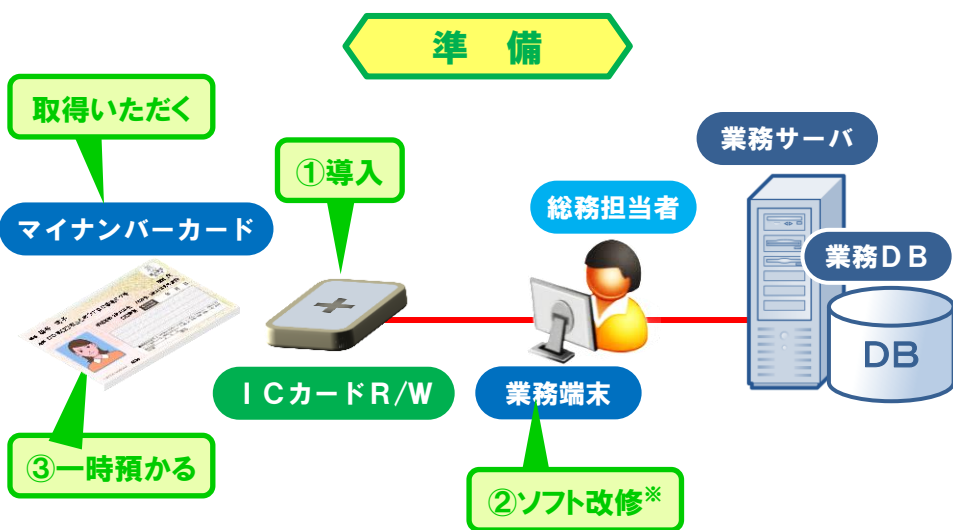 準 備
取得いただく
①導入
業務サーバ
総務担当者
マイナンバーカード
業務DB
DB
ICカードR/W
業務端末
③一時預かる
②ソフト改修※